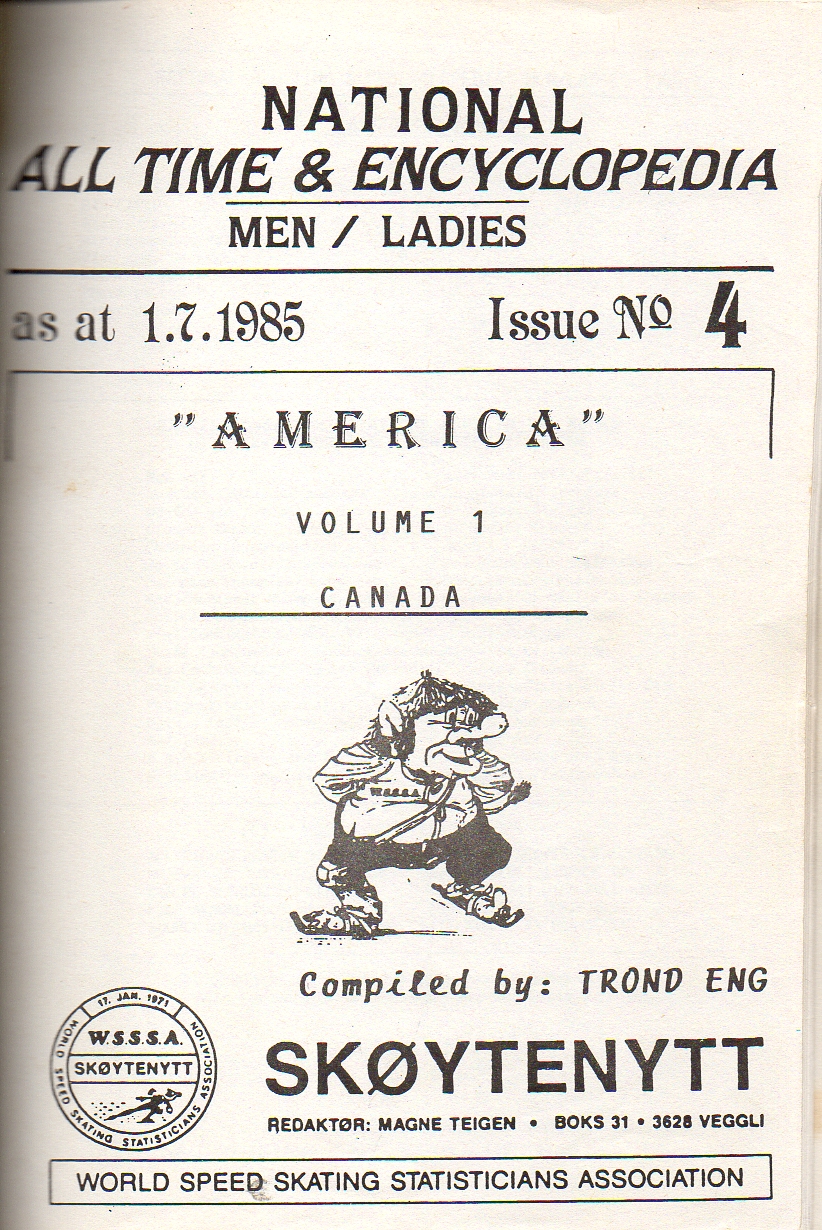 NATIONAL
ALL TIME & ENCYCLOPEDIA
MEN / LADIES
as at 1.7.1985 Issue Nº 4
"AMERICA"
VOLUME 1
CANADA
W.S.S.S.A
Compiled by: TROND ENG
17. JAN. 1971
WORLD SPEED SKATING STATISTICIANS ASSOCIATION
W.S.S.S.A.
SKØYTENYTT
SKØYTENYTT
REDAKTØR: MAGNE TEIGEN • BOKS 31 • 3628 VEGGLI
WORLD SPEED SKATING STATISTICIANS ASSOCIATION